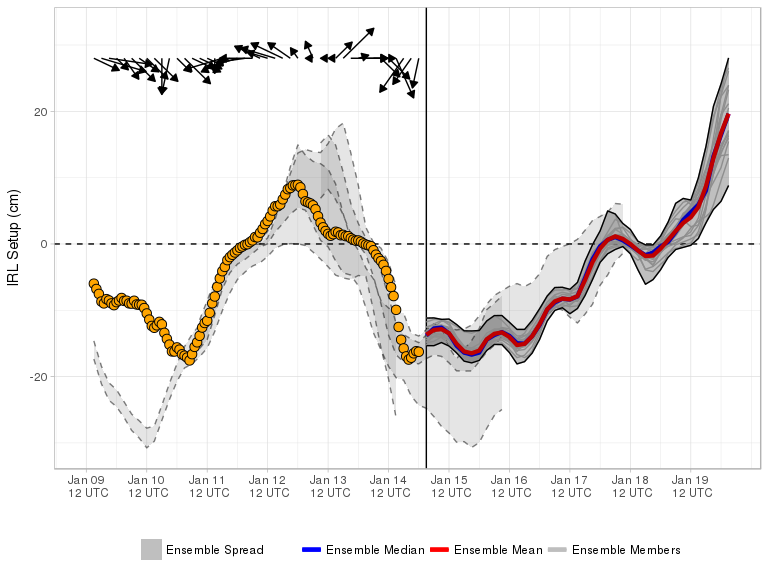 IRL Setup (cm)
20
0
-20
Jan 09 Jan 10 Jan 11 Jan 12 Jan 13 Jan 14 Jan 15 Jan 16 Jan 17 Jan 18 Jan 19
12 UTC 12 UTC 12 UTC 12 UTC 12 UTC 12 UTC 12 UTC 12 UTC 12 UTC 12 UTC 12 UTC
Ensemble Spread Ensemble Median Ensemble Mean Ensemble Members